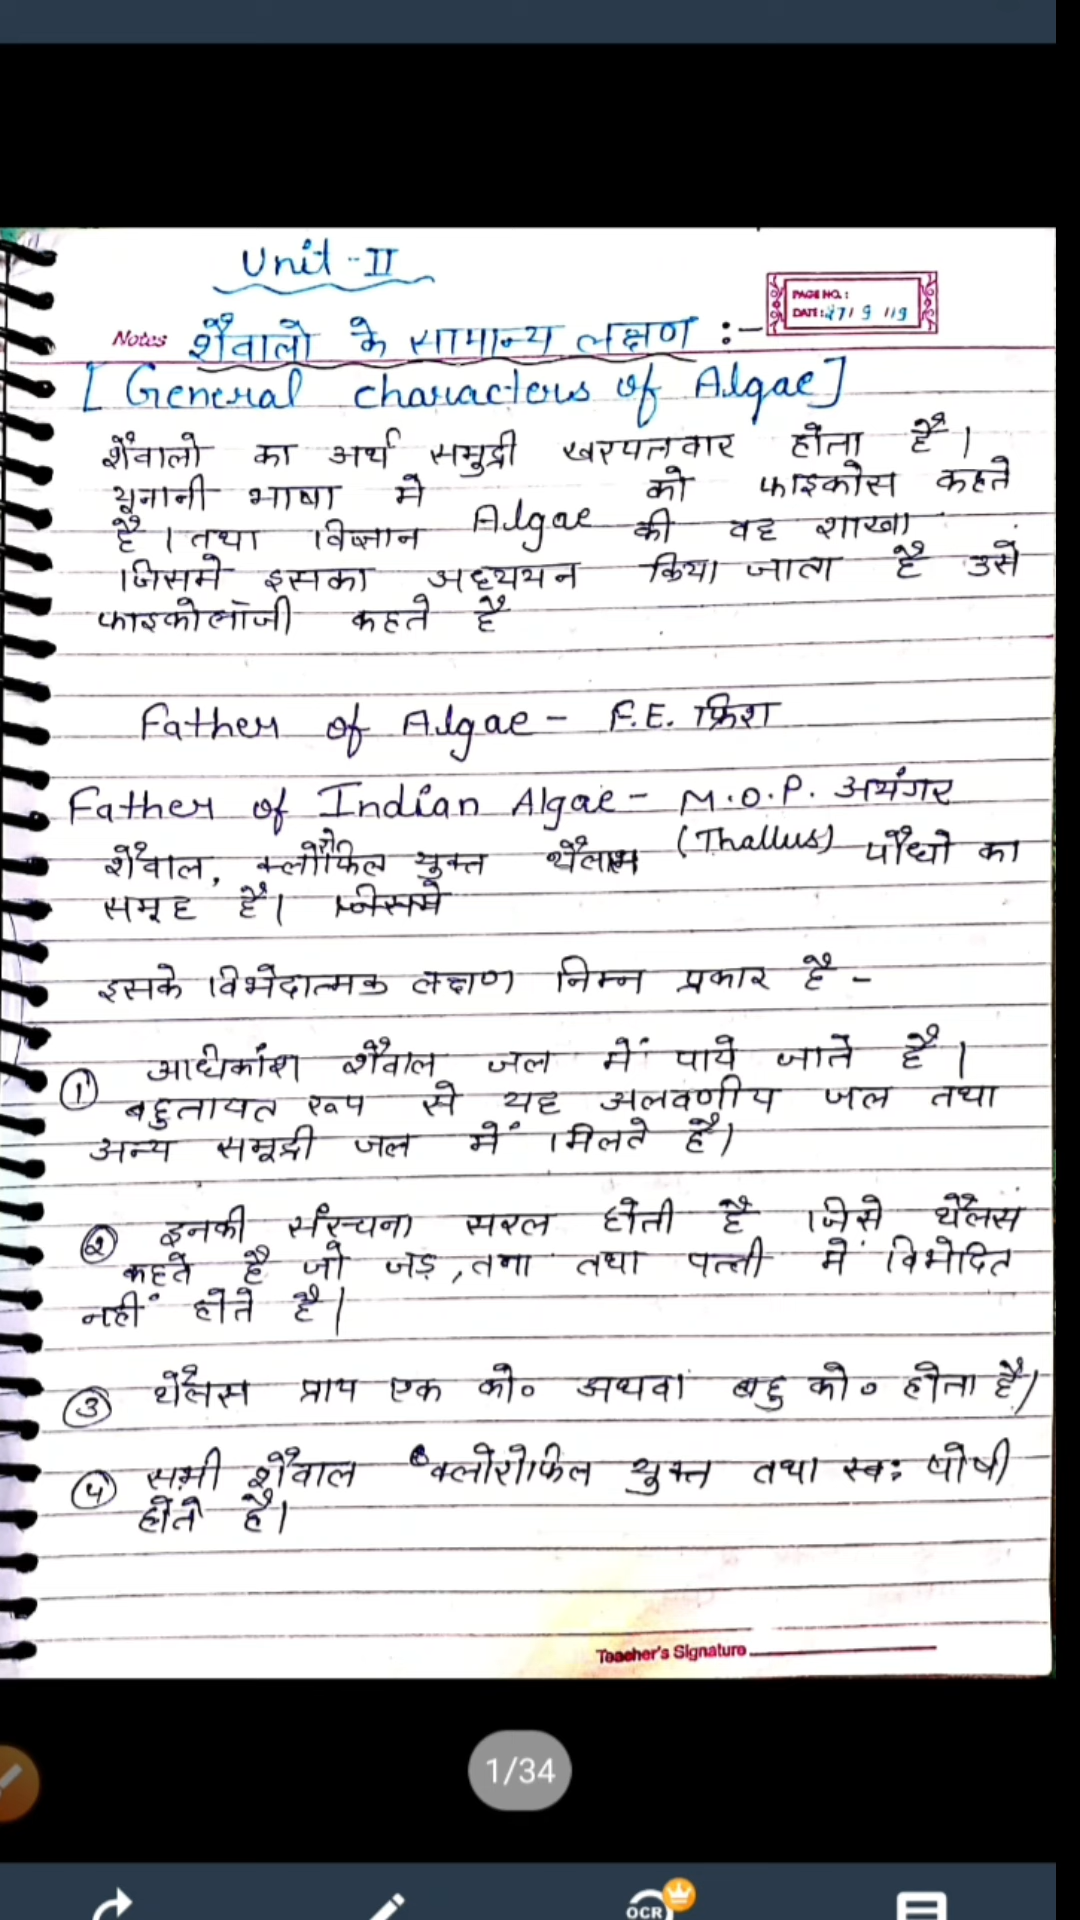 Unit - II
PAGE NO.:
DATE: 27/9/19
Notes शैवालो के सामान्य लक्षण :-
[General characters of Algae]
शैवालो का अर्थ समुद्री खरपतवार होता है।
यूनानी भाषा मे Algae को फाइकोस कहते
है। तथा विज्ञान की वह शाखा
जिसमे इसका अध्ययन किया जाता है उसे
फाइकोलॉजी कहते है
Father of Algae - F.E. फ्रिश
Father of Indian Algae - M.O.P. अयंगर
शैवाल, क्लोरोफिल युक्त थैलाभ (Thallus) पौधो का
समूह है। जिसमे
इसके विभेदात्मक लक्षण निम्न प्रकार है -
① अधिकांश शैवाल जल में पाये जाते है।
बहुतायत रूप से यह अलवणीय जल तथा
अन्य समूद्री जल में मिलते है।
② इनकी संरचना सरल होती है जिसे थैलस
कहते है जो जड़, तना तथा पत्ती में विभेदित
नहीं होते है।
③ थैलस प्राय एक को० अथवा बहु को० होता है।
④ सभी शैवाल क्लोरोफिल युक्त तथा स्वः पोषी
होते है।
Teacher's Signature
1/34
OCR